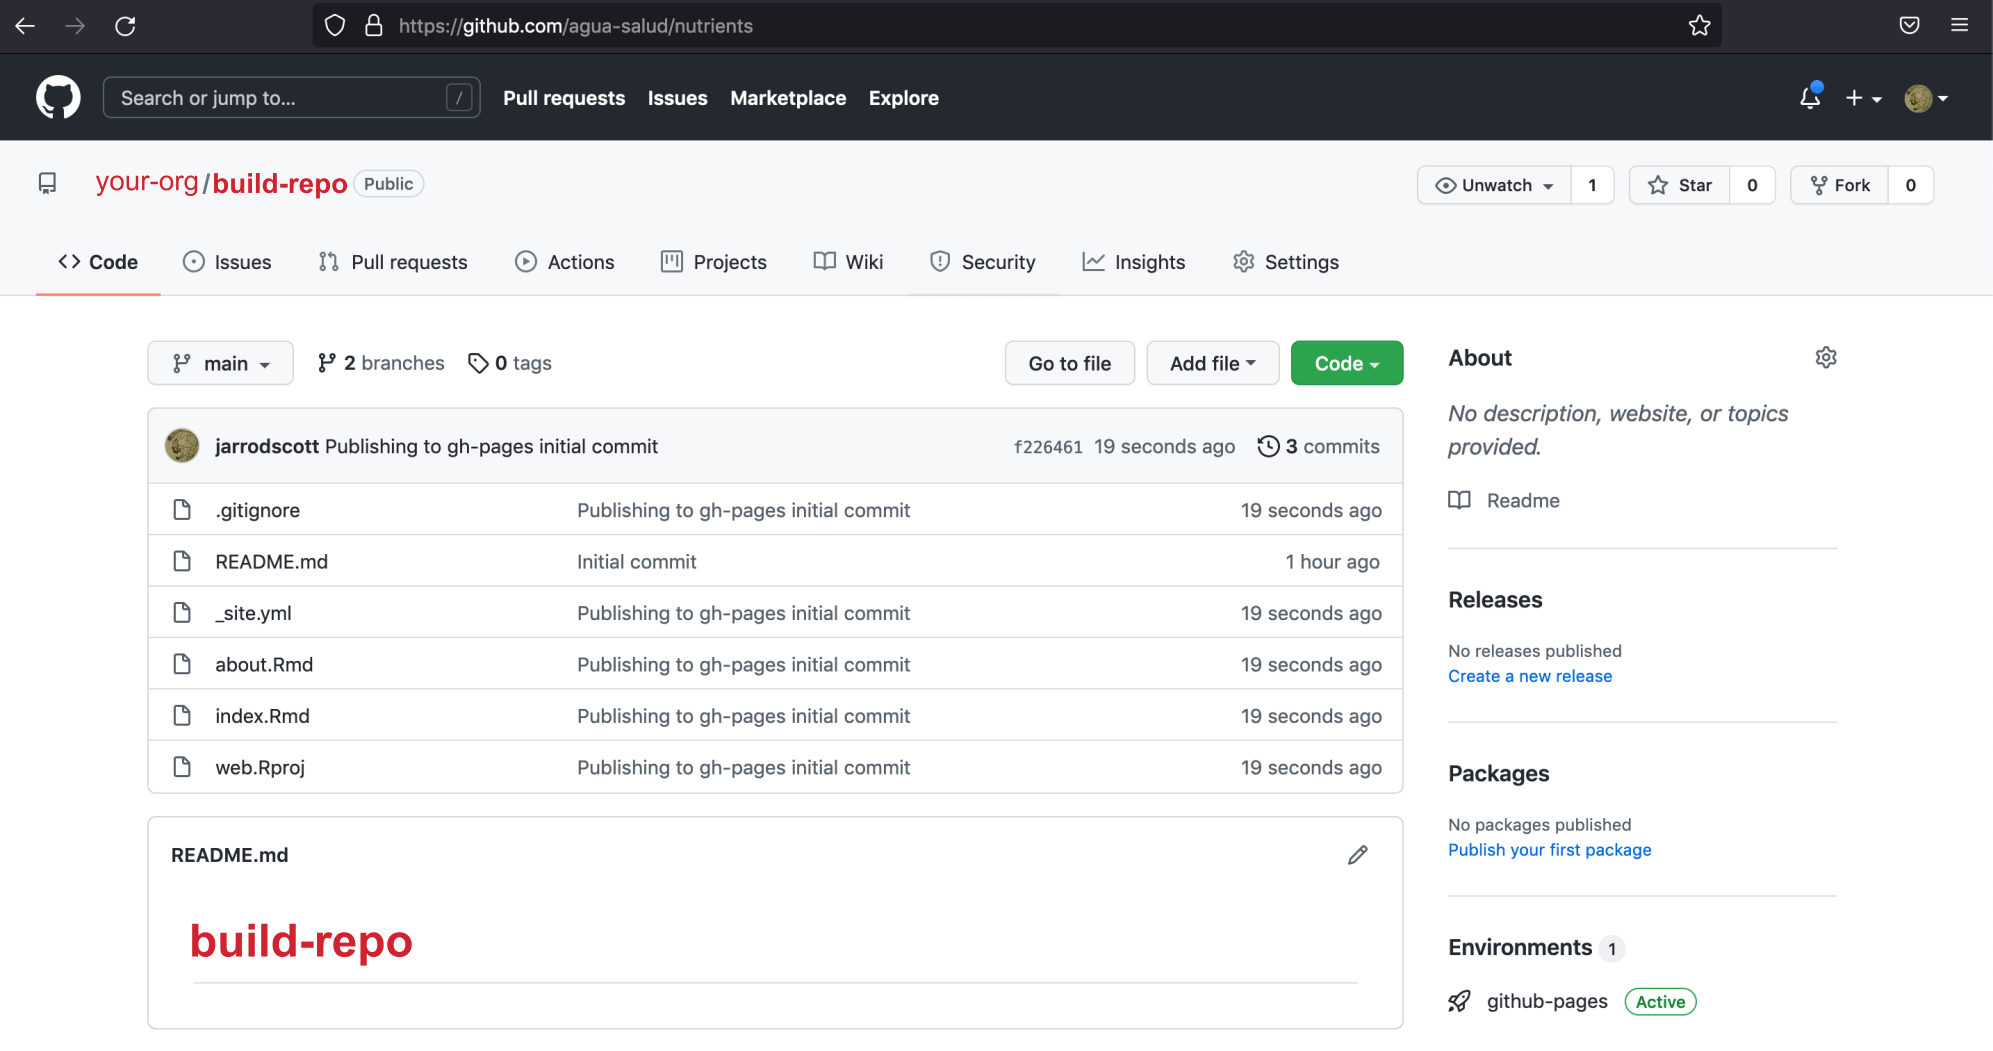 https://github.com/agua-salud/nutrients
Search or jump to... / Pull requests Issues Marketplace Explore
your-org/build-repo Public Unwatch 1 Star 0 Fork 0
Code Issues Pull requests Actions Projects Wiki Security Insights Settings
main 2 branches 0 tags Go to file Add file Code
jarrodscott Publishing to gh-pages initial commit f226461 19 seconds ago 3 commits
.gitignore Publishing to gh-pages initial commit 19 seconds ago
README.md Initial commit 1 hour ago
_site.yml Publishing to gh-pages initial commit 19 seconds ago
about.Rmd Publishing to gh-pages initial commit 19 seconds ago
index.Rmd Publishing to gh-pages initial commit 19 seconds ago
web.Rproj Publishing to gh-pages initial commit 19 seconds ago
README.md
build-repo
About
No description, website, or topics
provided.
Readme
Releases
No releases published
Create a new release
Packages
No packages published
Publish your first package
Environments 1
github-pages Active